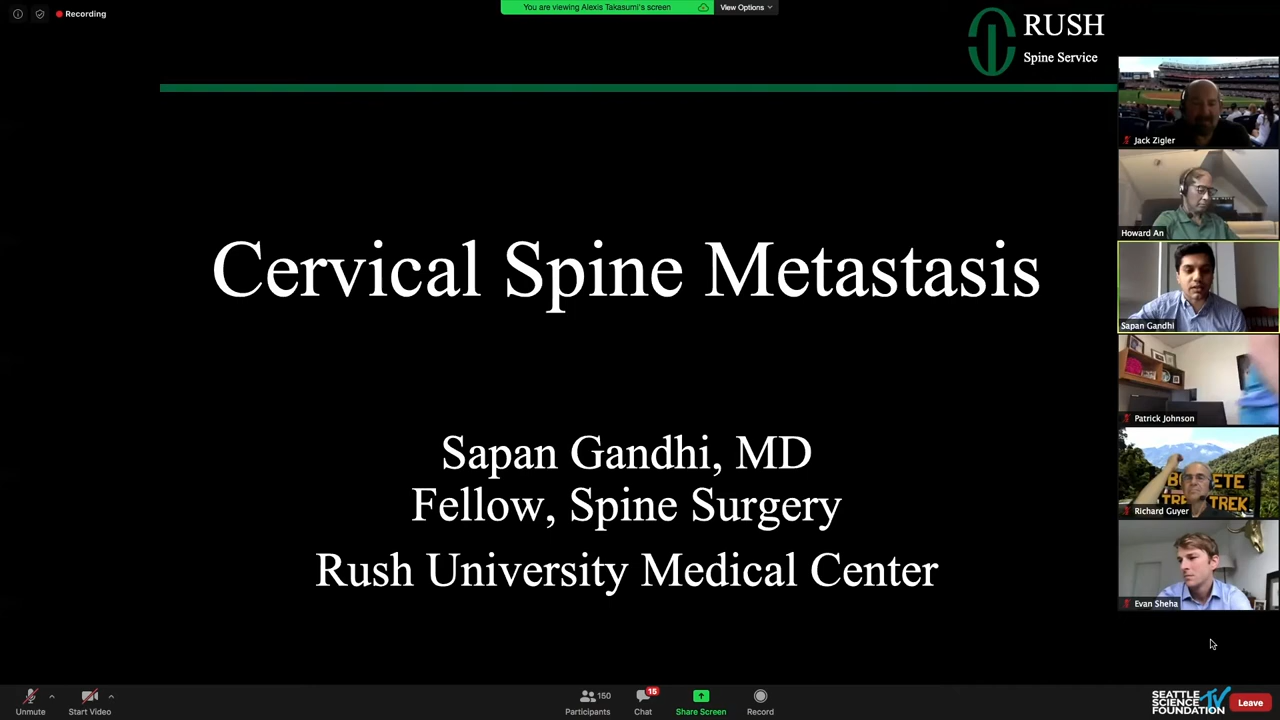 Recording
You are viewing Alexis Takasumi's screen
View Options
RUSH
Spine Service
Jack Zigler
Howard An
Cervical Spine Metastasis
Sapan Gandhi
Patrick Johnson
Sapan Gandhi, MD
Fellow, Spine Surgery
Richard Guyer
Rush University Medical Center
Evan Sheha
Unmute
Start Video
150
Participants
16
Chat
Share Screen
Record
SEATTLE
SCIENCE
FOUNDATION
TV
Leave